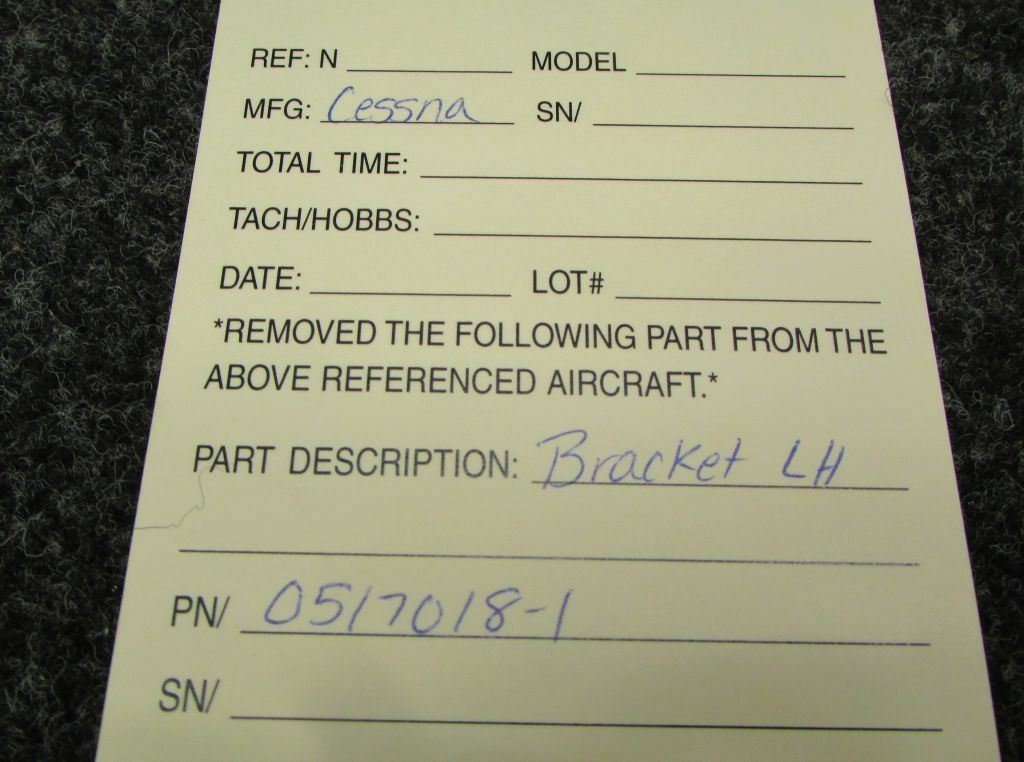 REF: N MODEL
MFG: Cessna SN/
TOTAL TIME:
TACH/HOBBS:
DATE: LOT#
*REMOVED THE FOLLOWING PART FROM THE
ABOVE REFERENCED AIRCRAFT.*
PART DESCRIPTION: Bracket LH
PN/ 0517018-1
SN/